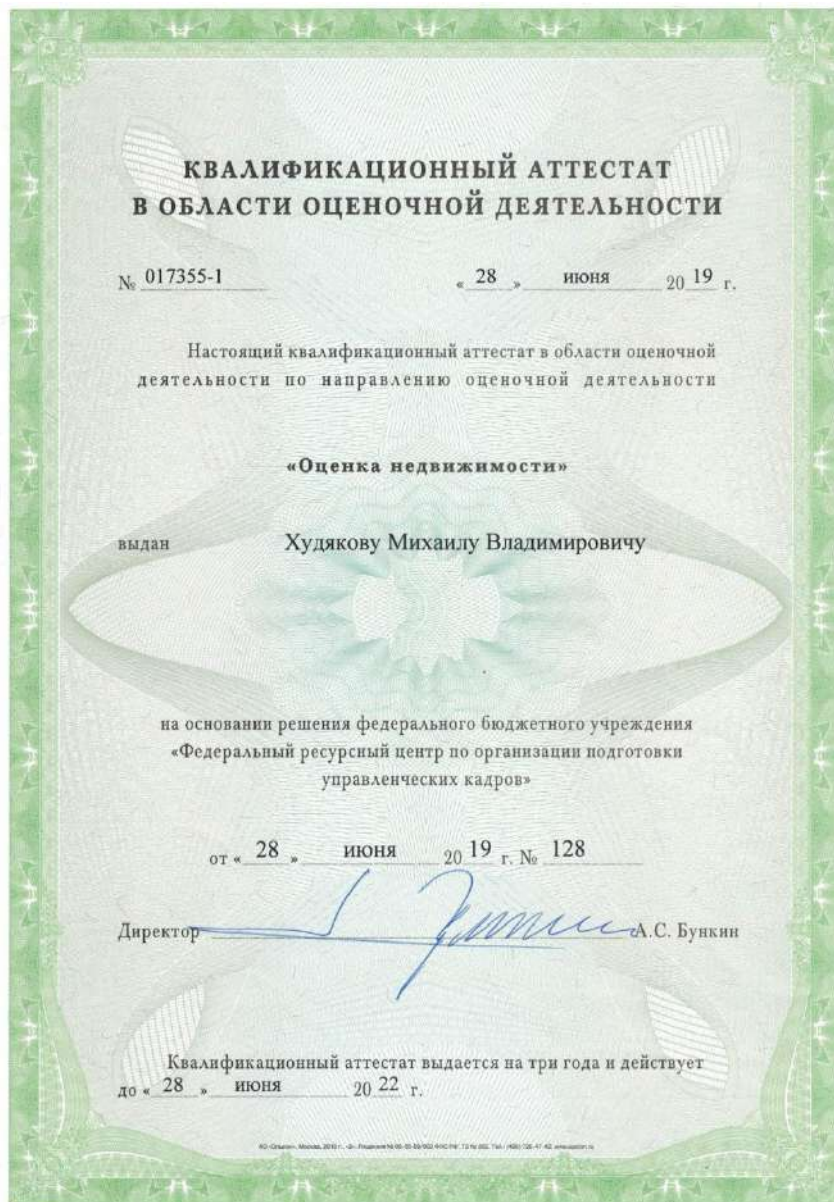 КВАЛИФИКАЦИОННЫЙ АТТЕСТАТ
В ОБЛАСТИ ОЦЕНОЧНОЙ ДЕЯТЕЛЬНОСТИ
№ 017355-1 « 28 » июня 20 19 г.
Настоящий квалификационный аттестат в области оценочной
деятельности по направлению оценочной деятельности
«Оценка недвижимости»
выдан Худякову Михаилу Владимировичу
на основании решения федерального бюджетного учреждения
«Федеральный ресурсный центр по организации подготовки
управленческих кадров»
от « 28 » июня 20 19 г. № 128
Директор А.С. Бункин
Квалификационный аттестат выдается на три года и действует
до « 28 » июня 20 22 г.